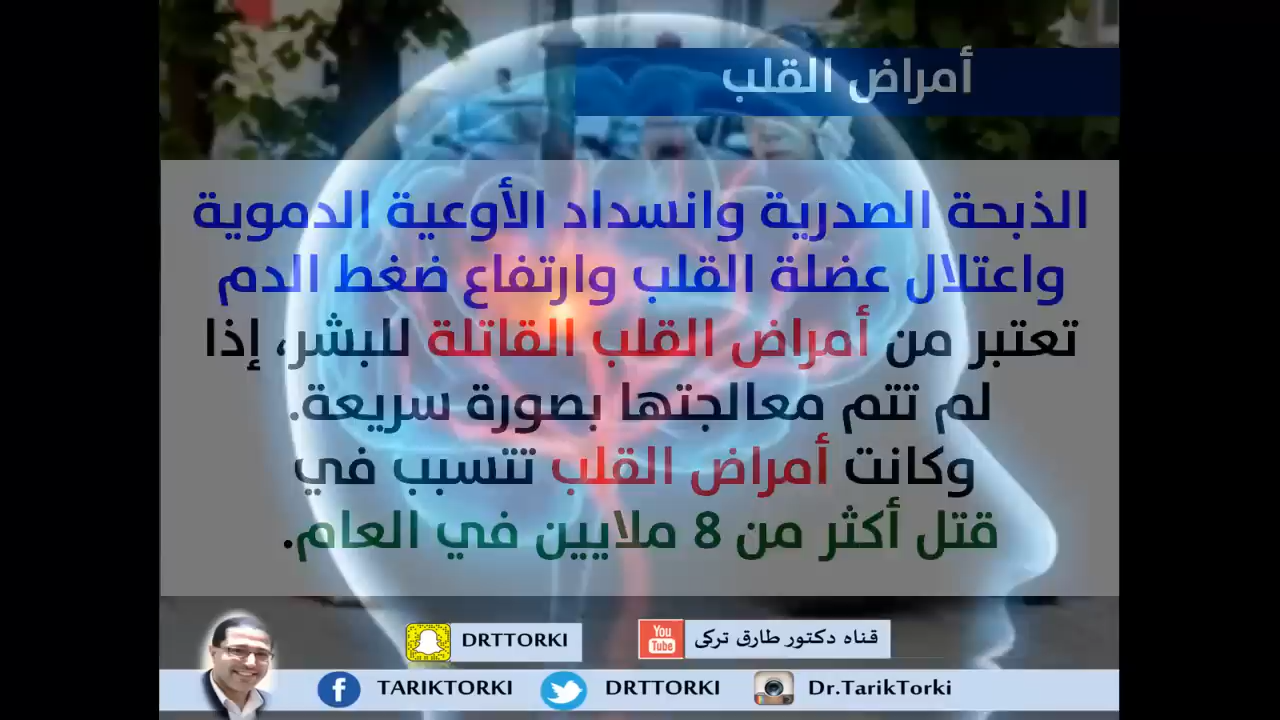 أمراض القلب
الذبحة الصدرية وانسداد الأوعية الدموية
واعتلال عضلة القلب وارتفاع ضغط الدم
تعتبر من أمراض القلب القاتلة للبشر، إذا
لم تتم معالجتها بصورة سريعة.
وكانت أمراض القلب تتسبب في
قتل أكثر من 8 ملايين في العام.
DRTTORKI
You Tube قناه دكتور طارق تركى
f TARIKTORKI DRTTORKI Dr.TarikTorki